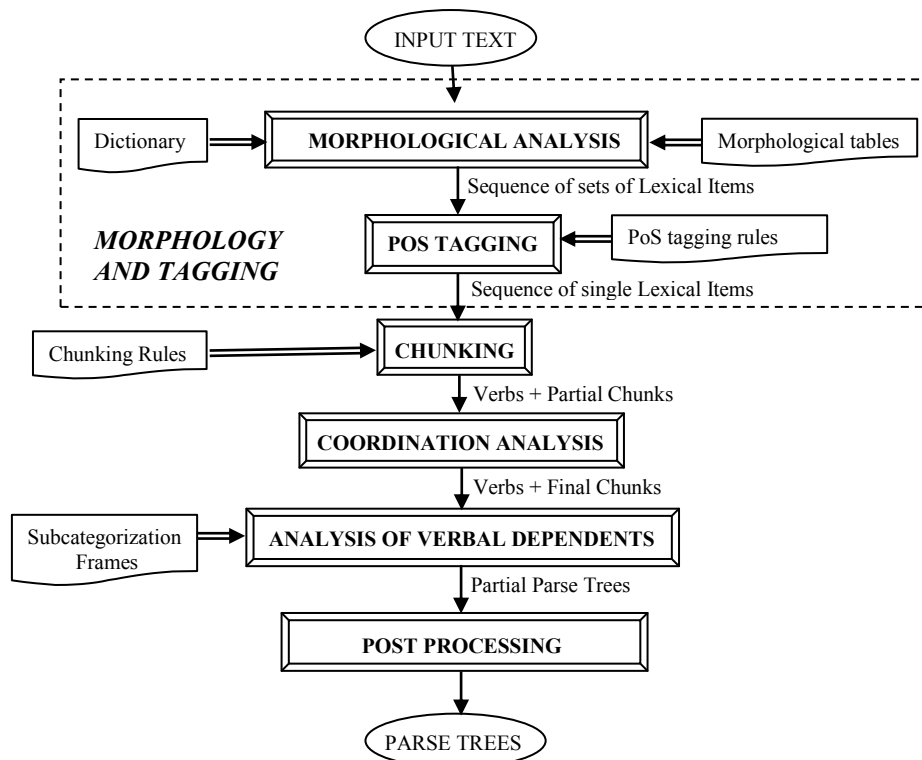 INPUT TEXT
Dictionary
MORPHOLOGICAL ANALYSIS
Morphological tables
Sequence of sets of Lexical Items
MORPHOLOGY
AND TAGGING
POS TAGGING
PoS tagging rules
Sequence of single Lexical Items
Chunking Rules
CHUNKING
Verbs + Partial Chunks
COORDINATION ANALYSIS
Verbs + Final Chunks
Subcategorization
Frames
ANALYSIS OF VERBAL DEPENDENTS
Partial Parse Trees
POST PROCESSING
PARSE TREES